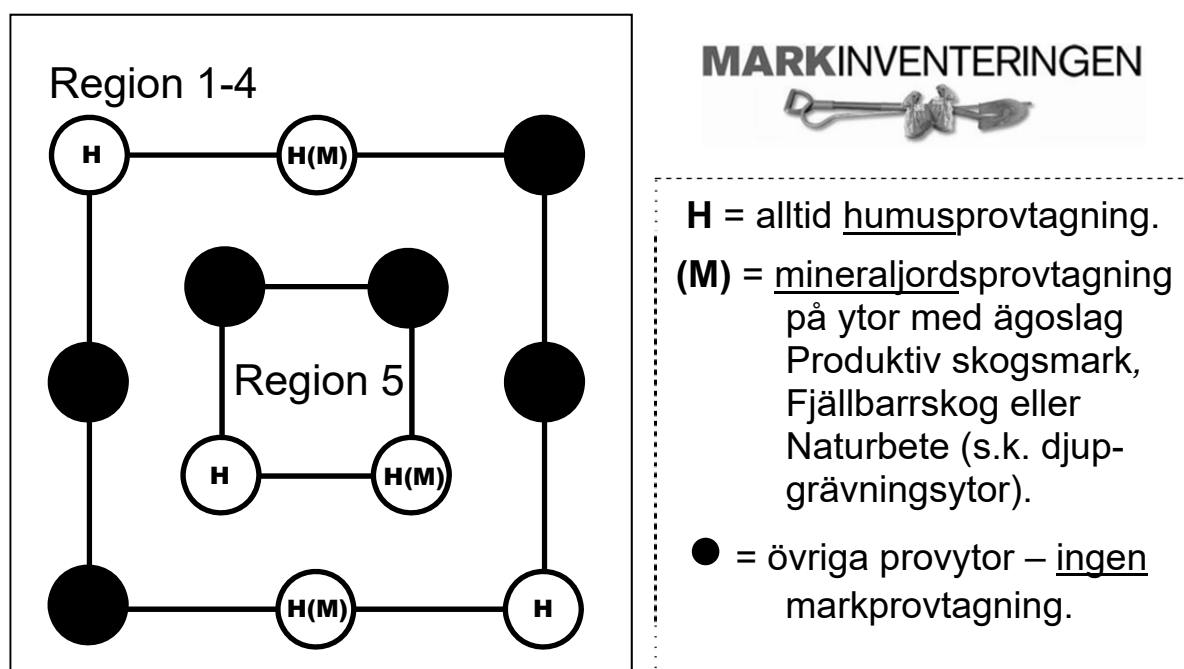 Region 1-4
H
H(M)
Region 5
H
H(M)
H(M)
H
MARKINVENTERINGEN
H = alltid humusprovtagning.
(M) = mineraljordsprovtagning
på ytor med ägoslag
Produktiv skogsmark,
Fjällbarrskog eller
Naturbete (s.k. djup-
grävningsytor).
= övriga provytor – ingen
markprovtagning.